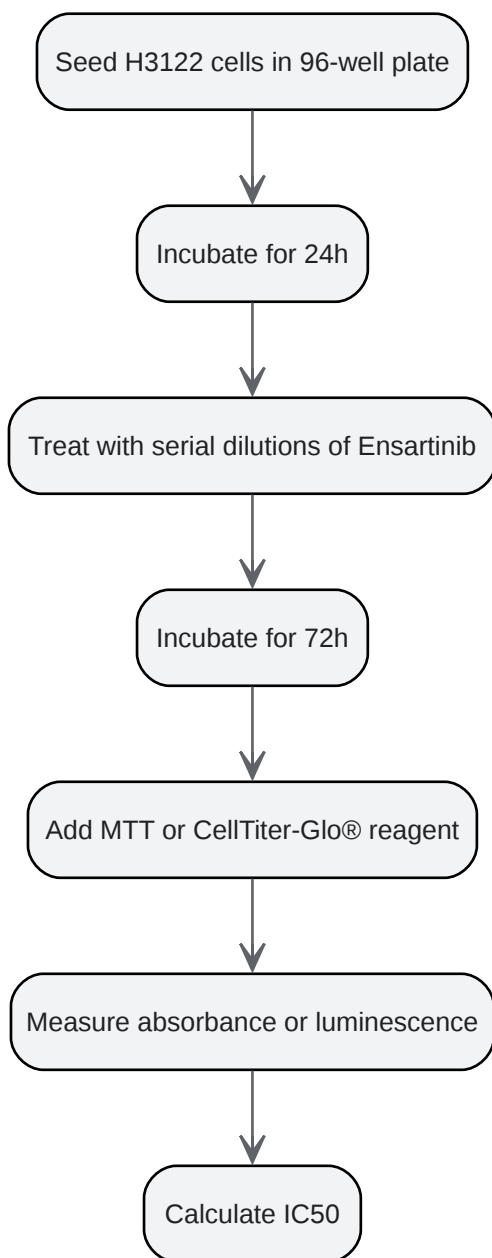 Seed H3122 cells in 96-well plate
Incubate for 24h
Treat with serial dilutions of Ensartinib
Incubate for 72h
Add MTT or CellTiter-Glo® reagent
Measure absorbance or luminescence
Calculate IC50